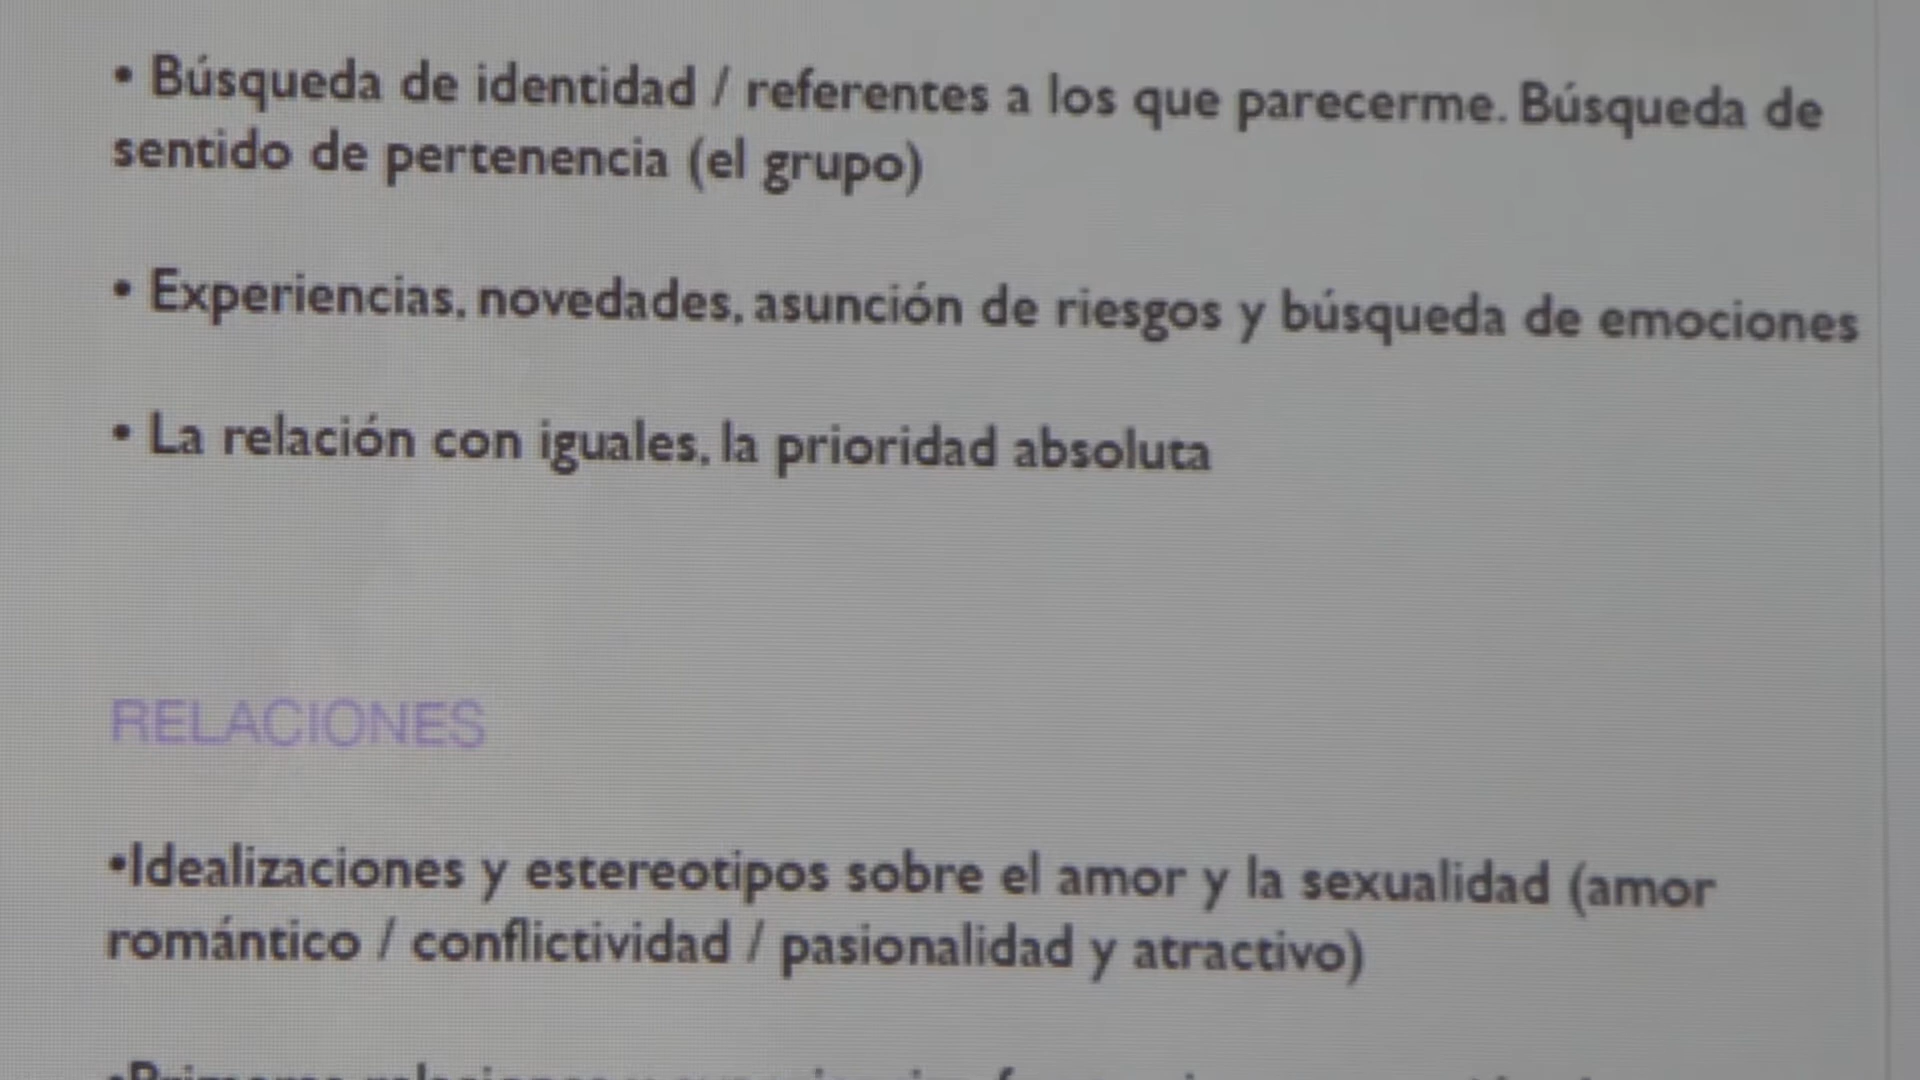 • Búsqueda de identidad / referentes a los que parecerme. Búsqueda de
sentido de pertenencia (el grupo)
• Experiencias, novedades, asunción de riesgos y búsqueda de emociones
• La relación con iguales, la prioridad absoluta
RELACIONES
•Idealizaciones y estereotipos sobre el amor y la sexualidad (amor
romántico / conflictividad / pasionalidad y atractivo)